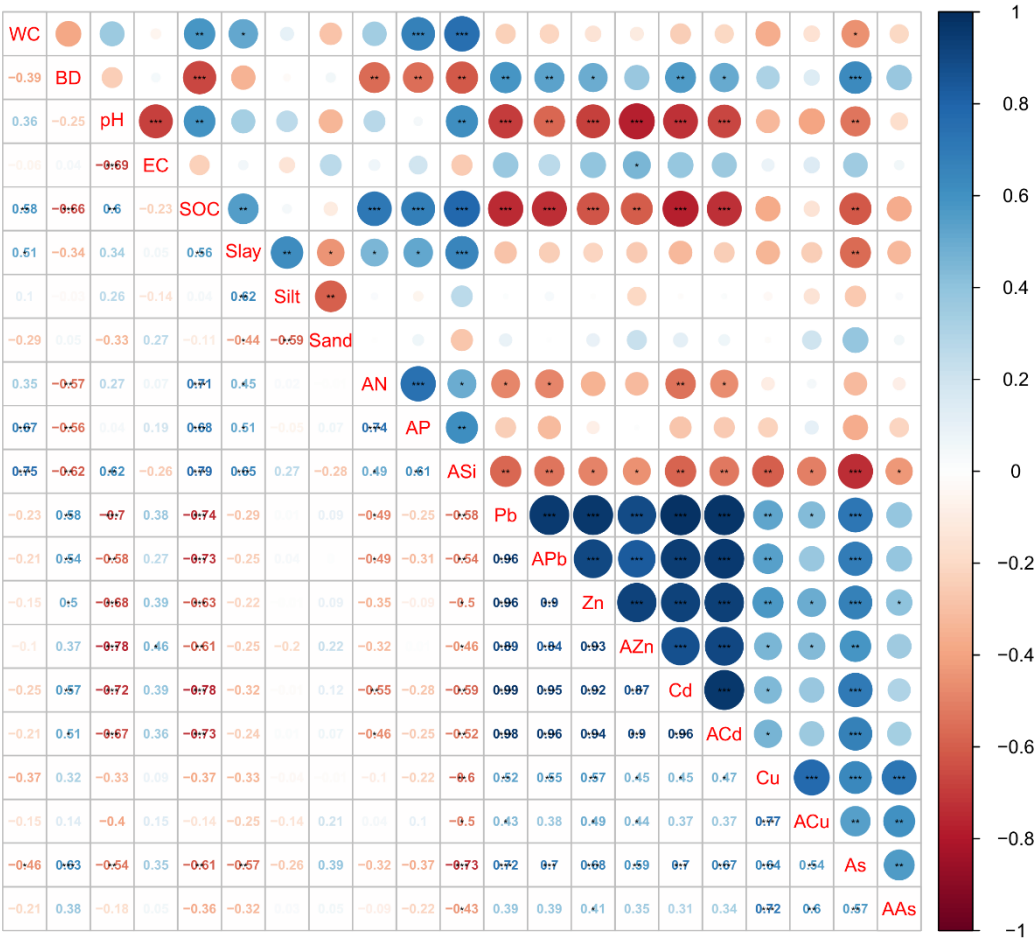 WC ** * *** *** *
BD *** ** ** *** ** ** * ** * ***
−0.39 pH *** ** ** *** ** *** *** *** *** **
0.36 −0.25
0.04 −0.69 EC *
0.58 −0.66 0.6 −0.23 SOC ** *** *** *** *** *** *** ** *** *** **
0.51 −0.34 0.34 0.05 0.56 Slay ** * * * *** **
0.1 0.26 −0.14 0.04 0.62 Silt **
−0.29 0.05 −0.33 0.27 −0.11 −0.44 −0.59 Sand
0.35 −0.57 0.27 0.07 0.71 0.45 AN *** * * * ** *
0.67 −0.56 0.04 0.19 0.68 0.51 −0.05 0.07 0.74 AP **
0.75 −0.62 0.62 −0.26 0.79 0.65 0.27 −0.28 0.49 0.61 ASi ** ** * * ** ** ** * *** *
−0.23 0.58 −0.7 0.38 −0.74 −0.29 0.09 −0.49 −0.25 −0.58 Pb *** *** *** *** *** ** * ***
−0.21 0.54 −0.58 0.27 −0.73 −0.25 −0.49 −0.31 −0.54 0.96 APb *** *** *** *** ** ***
−0.15 0.5 −0.68 0.39 −0.63 −0.22 0.09 −0.35 −0.5 0.96 0.9 Zn *** *** *** ** * *** *
−0.1 0.37 −0.78 0.46 −0.61 −0.25 −0.2 0.22 −0.32 −0.46 0.89 0.84 0.93 AZn *** *** * * **
−0.25 0.57 −0.72 0.39 −0.78 −0.32 0.12 −0.55 −0.28 −0.59 0.99 0.95 0.92 0.87 Cd *** * ***
−0.21 0.51 −0.67 0.36 −0.73 −0.24 0.07 −0.46 −0.25 −0.52 0.98 0.96 0.94 0.9 0.96 ACd * ***
−0.37 0.32 −0.33 0.09 −0.37 −0.33 −0.1 −0.22 −0.6 0.52 0.55 0.57 0.45 0.45 0.47 Cu *** *** ***
−0.15 0.14 −0.4 0.15 −0.14 −0.25 −0.14 0.21 0.04 0.1 −0.5 0.43 0.38 0.49 0.44 0.37 0.37 0.77 ACu ** **
−0.46 0.63 −0.54 0.35 −0.61 −0.57 −0.26 0.39 −0.32 −0.37 −0.73 0.72 0.7 0.68 0.59 0.7 0.67 0.64 0.54 As **
−0.21 0.38 −0.18 0.05 −0.36 −0.32 0.05 −0.09 −0.22 −0.43 0.39 0.39 0.41 0.35 0.31 0.34 0.72 0.6 0.57 AAs
1
0.8
0.6
0.4
0.2
0
−0.2
−0.4
−0.6
−0.8
−1